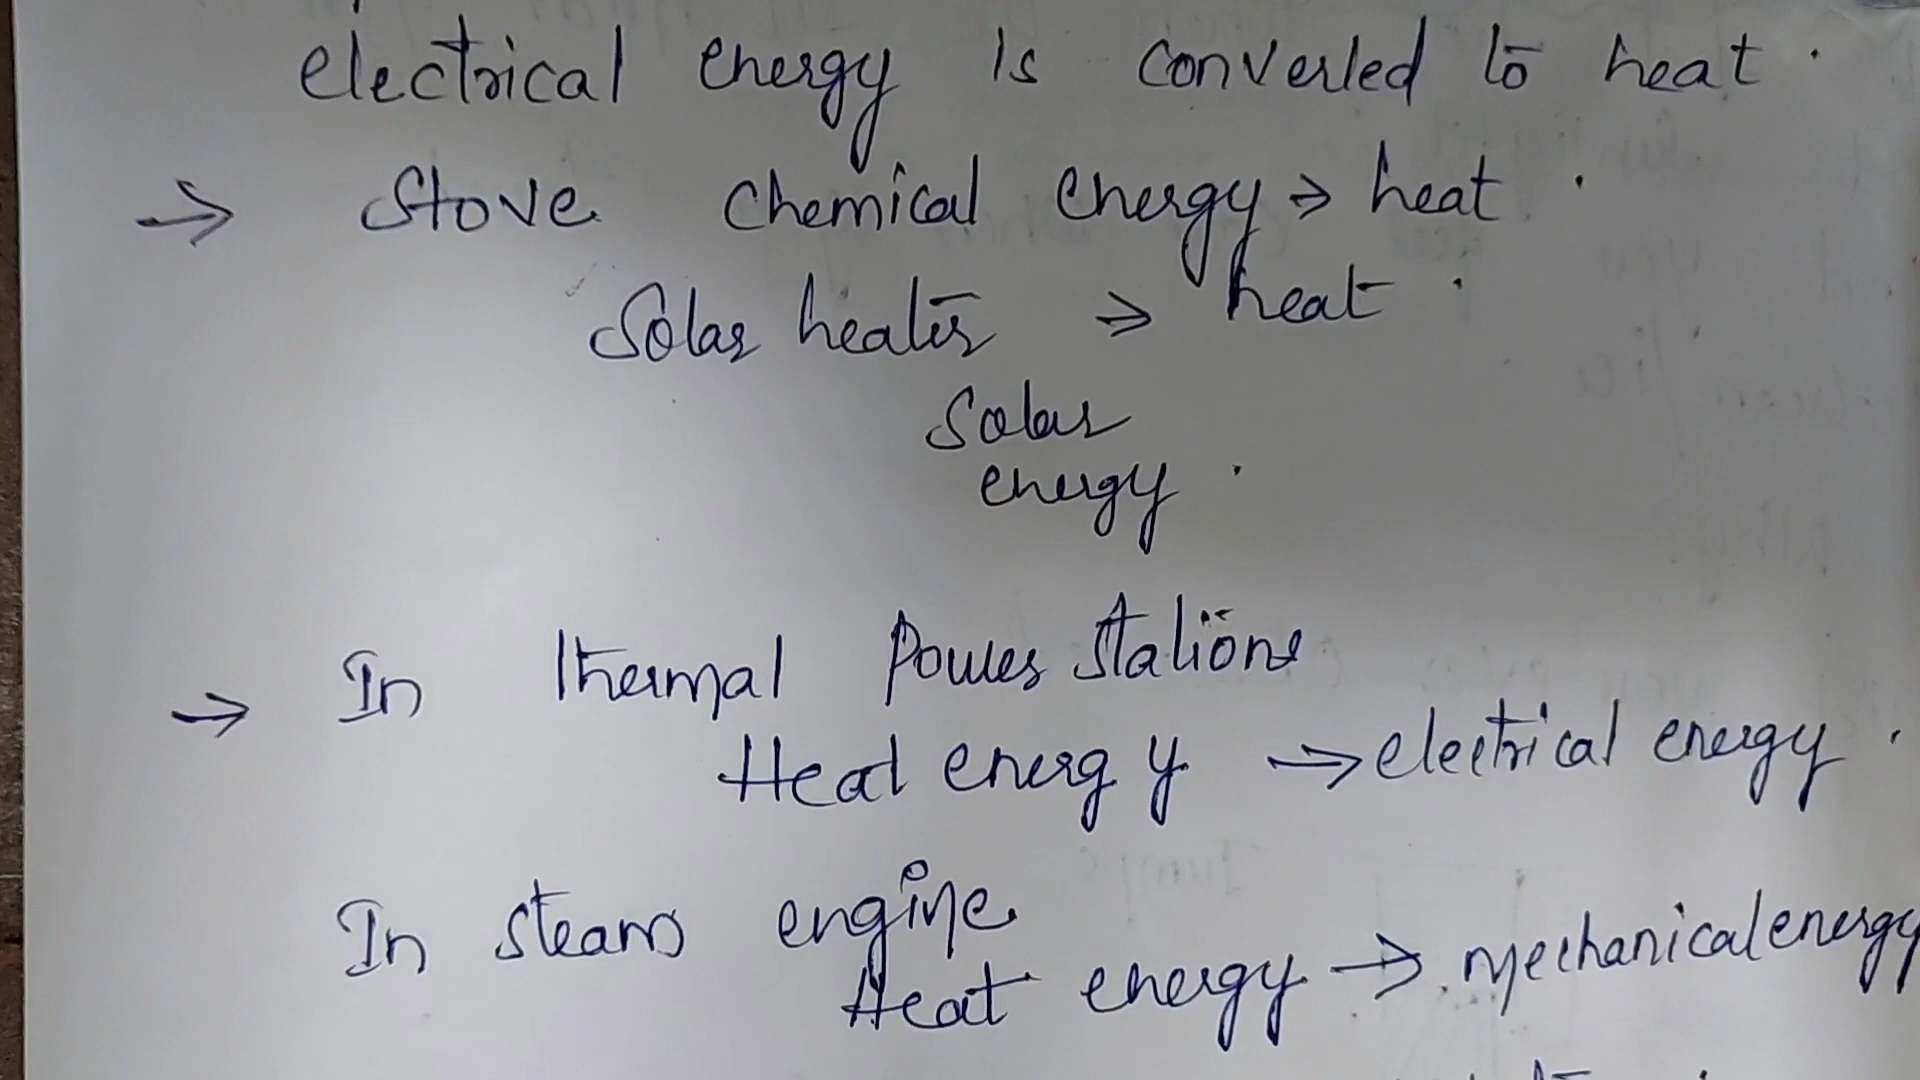 electrical energy is converted to heat.
→ Stove chemical energy → heat.
Solar heater ⇒ heat.
Solar
energy.
→ In thermal Power Stations
Heat energy → electrical energy.
In steam engine
Heat energy → mechanical energy